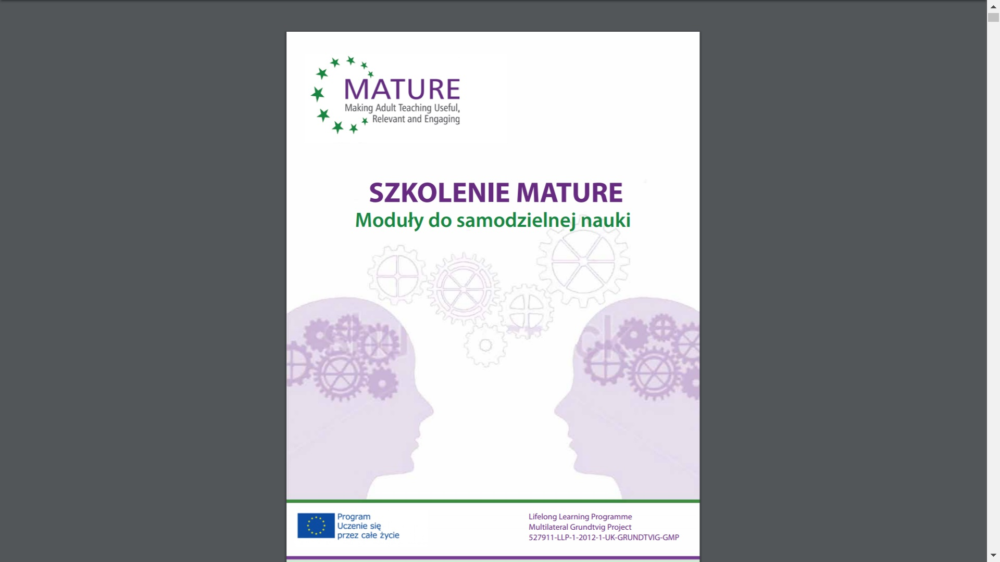 MATURE
Making Adult Teaching Useful,
Relevant and Engaging
SZKOLENIE MATURE
Moduły do samodzielnej nauki
Program
Uczenie się
przez całe życie
Lifelong Learning Programme
Multilateral Grundtvig Project
527911-LLP-1-2012-1-UK-GRUNDTVIG-GMP